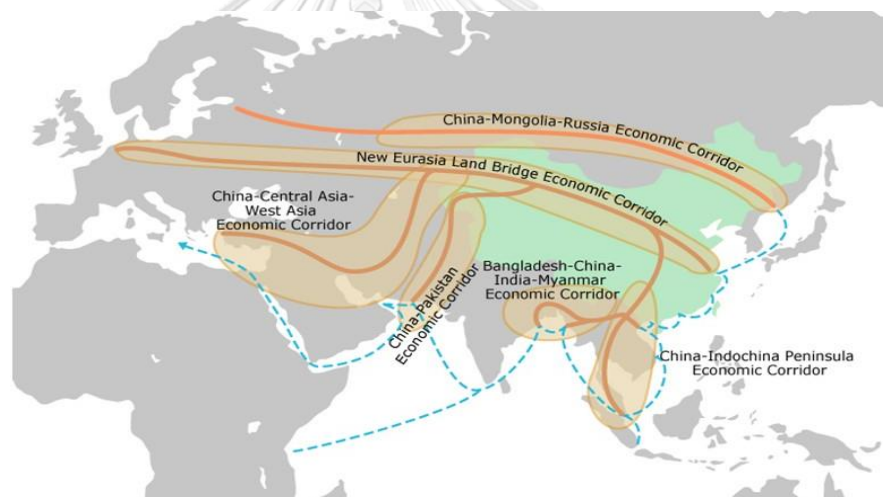 China-Mongolia-Russia Economic Corridor
New Eurasia Land Bridge Economic Corridor
China-Central Asia-
West Asia
Economic Corridor
China-Pakistan
Economic Corridor
Bangladesh-China-
India-Myanmar
Economic Corridor
China-Indochina Peninsula
Economic Corridor